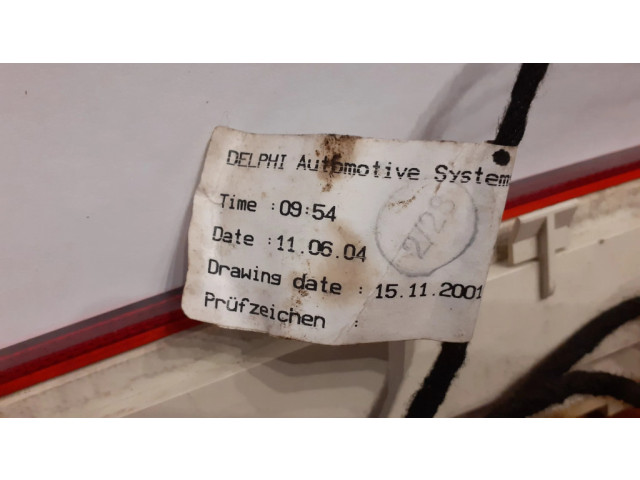 DELPHI Automotive System
Time :09:54
Date :11.06.04
Drawing date : 15.11.2001
Prüfzeichen :